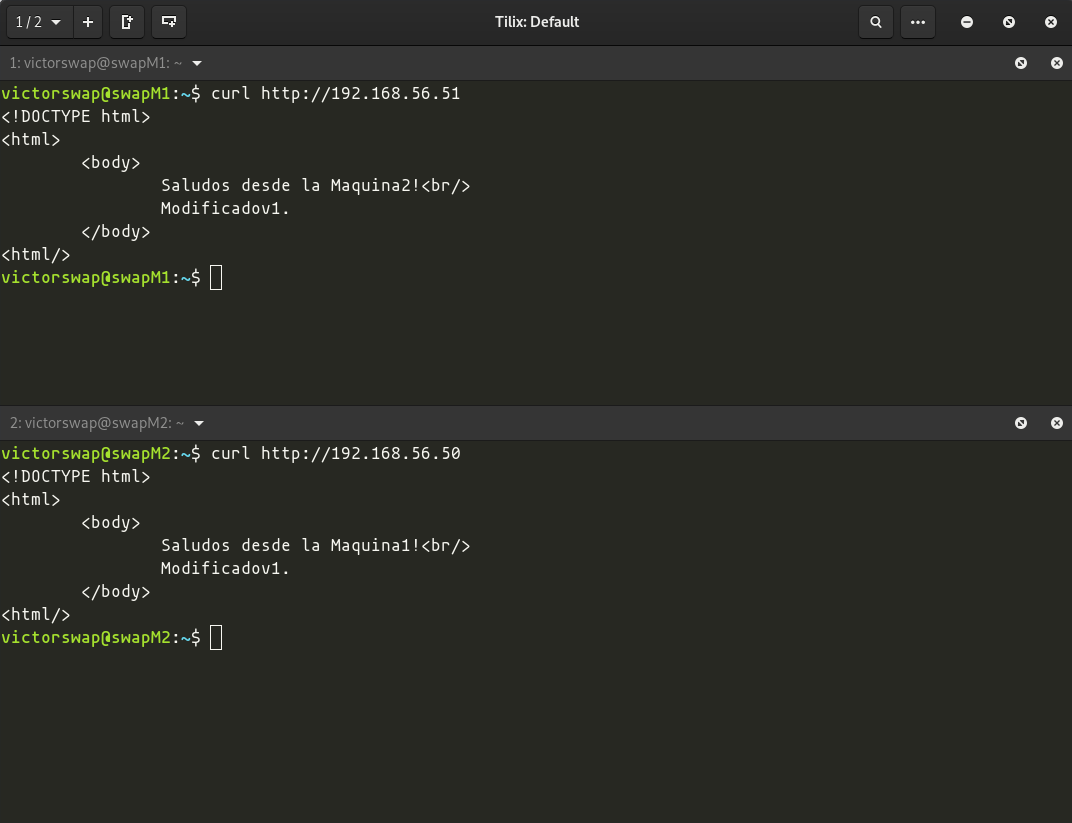 1 / 2
Tilix: Default
1: victorswap@swapM1: ~
victorswap@swapM1:~$ curl http://192.168.56.51
<!DOCTYPE html>
<html>
        <body>
                Saludos desde la Maquina2!<br/>
                Modificadov1.
        </body>
<html/>
victorswap@swapM1:~$
2: victorswap@swapM2: ~
victorswap@swapM2:~$ curl http://192.168.56.50
<!DOCTYPE html>
<html>
        <body>
                Saludos desde la Maquina1!<br/>
                Modificadov1.
        </body>
<html/>
victorswap@swapM2:~$